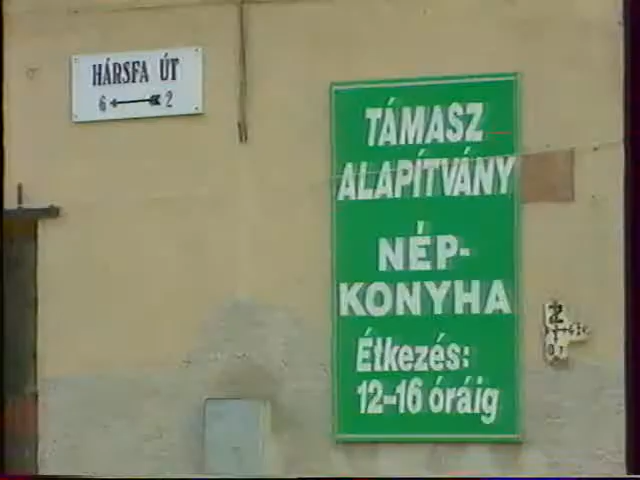 HÁRSFA ÚT
6 2
TÁMASZ
ALAPÍTVÁNY
NÉP-
KONYHA
Étkezés:
12-16 óráig